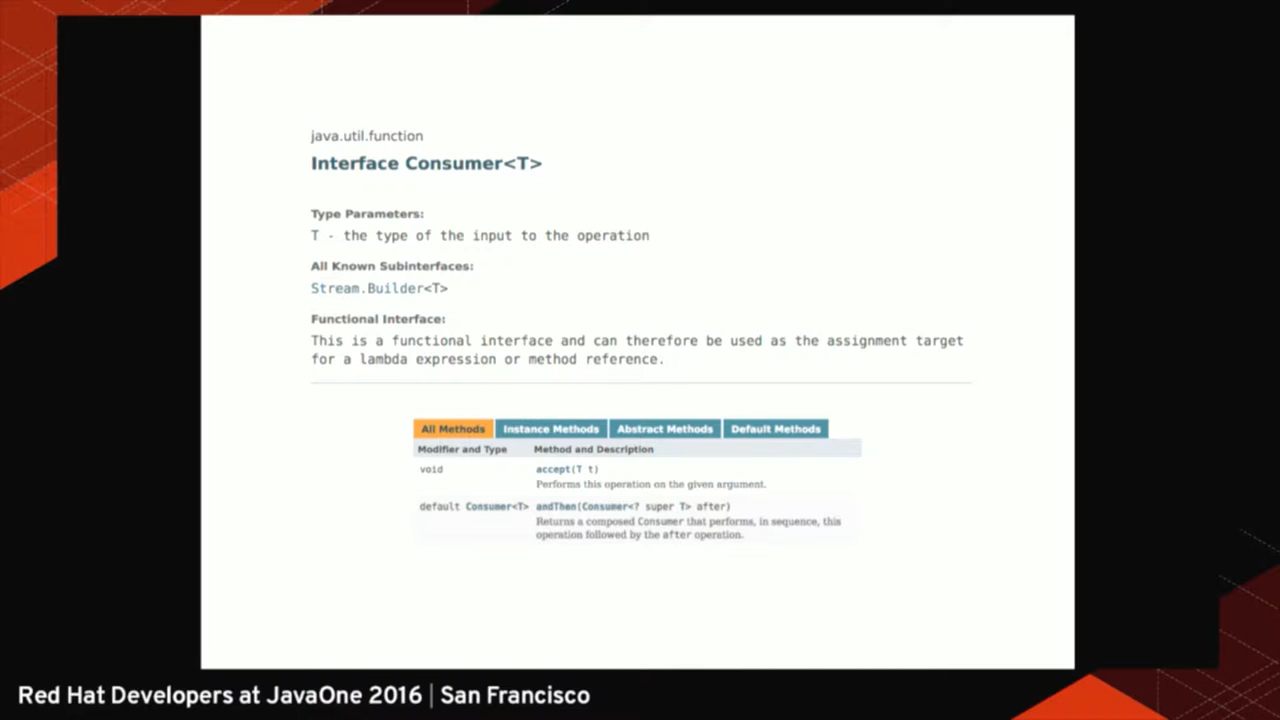 java.util.function
Interface Consumer<T>
Type Parameters:
T - the type of the input to the operation
All Known Subinterfaces:
Stream.Builder<T>
Functional Interface:
This is a functional interface and can therefore be used as the assignment target
for a lambda expression or method reference.
All Methods Instance Methods Abstract Methods Default Methods
Modifier and Type Method and Description
void accept(T t)
Performs this operation on the given argument.
default Consumer<T> andThen(Consumer<? super T> after)
Returns a composed Consumer that performs, in sequence, this
operation followed by the after operation.
Red Hat Developers at JavaOne 2016 | San Francisco